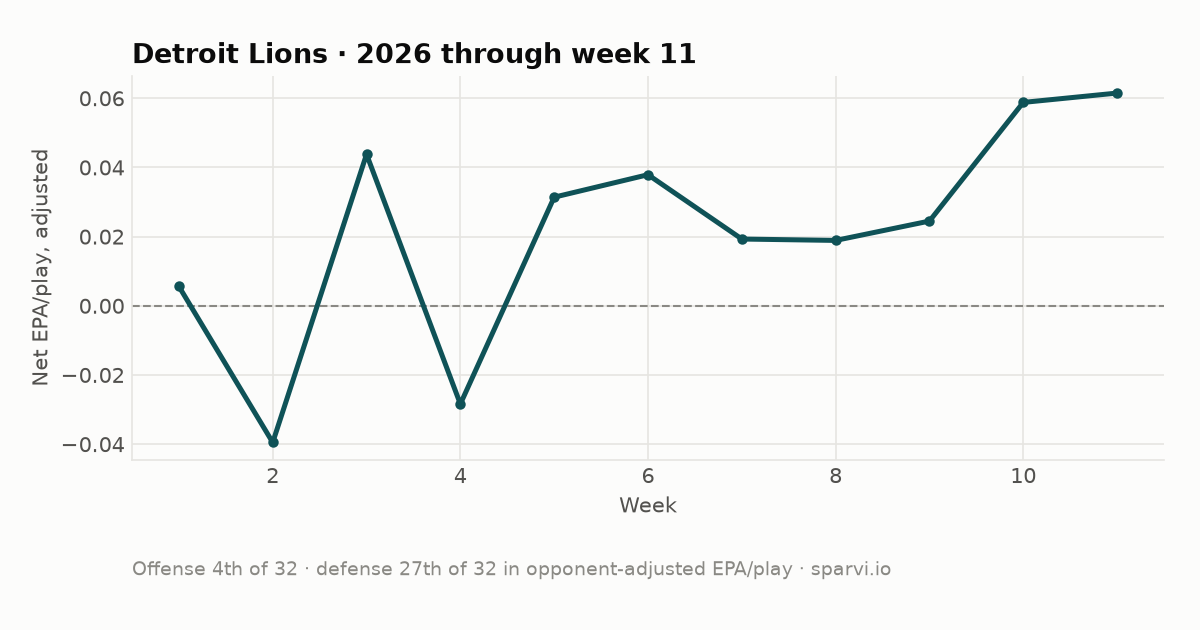 Detroit Lions · 2026 through week 11
Net EPA/play, adjusted
0.06
0.04
0.02
0.00
−0.02
−0.04
2 4 6 8 10
Week
Offense 4th of 32 · defense 27th of 32 in opponent-adjusted EPA/play · sparvi.io